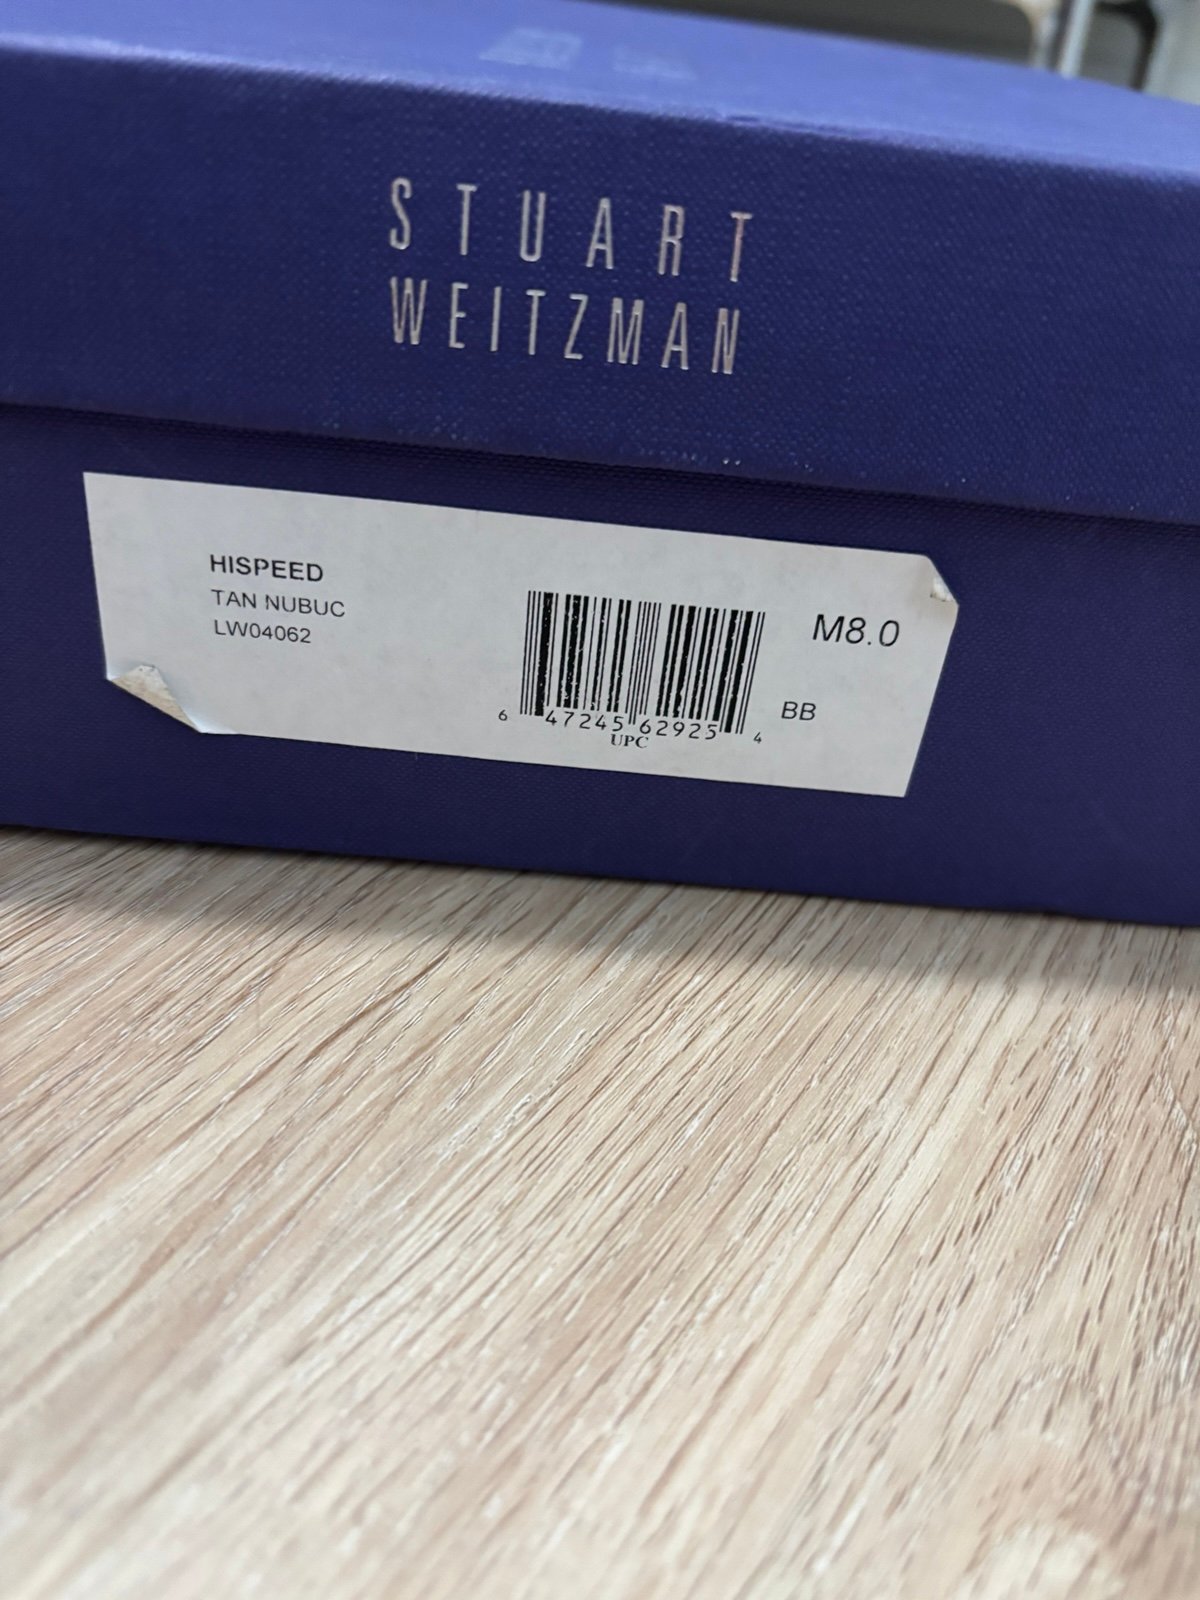 STUART
WEITZMAN
HISPEED
TAN NUBUC
LW04062
M8.0
BB
6 47245 62925 4
UPC